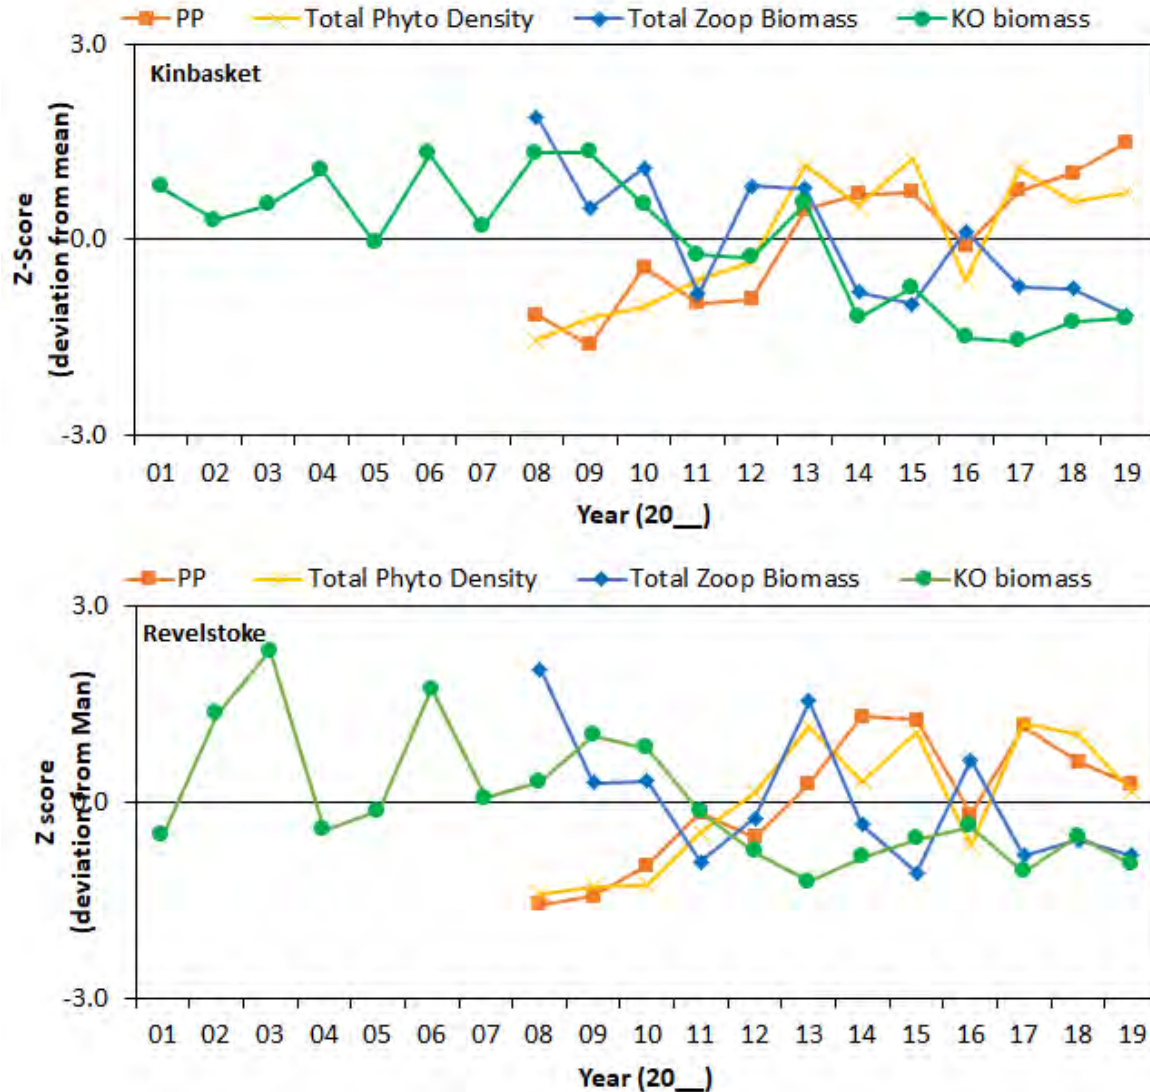 PP Total Phyto Density Total Zoop Biomass KO biomass
3.0
Kinbasket
Z-Score
(deviation from mean)
0.0
-3.0
01 02 03 04 05 06 07 08 09 10 11 12 13 14 15 16 17 18 19
Year (20__)
PP Total Phyto Density Total Zoop Biomass KO biomass
3.0
Revelstoke
Z score
(deviation from Man)
0.0
-3.0
01 02 03 04 05 06 07 08 09 10 11 12 13 14 15 16 17 18 19
Year (20__)